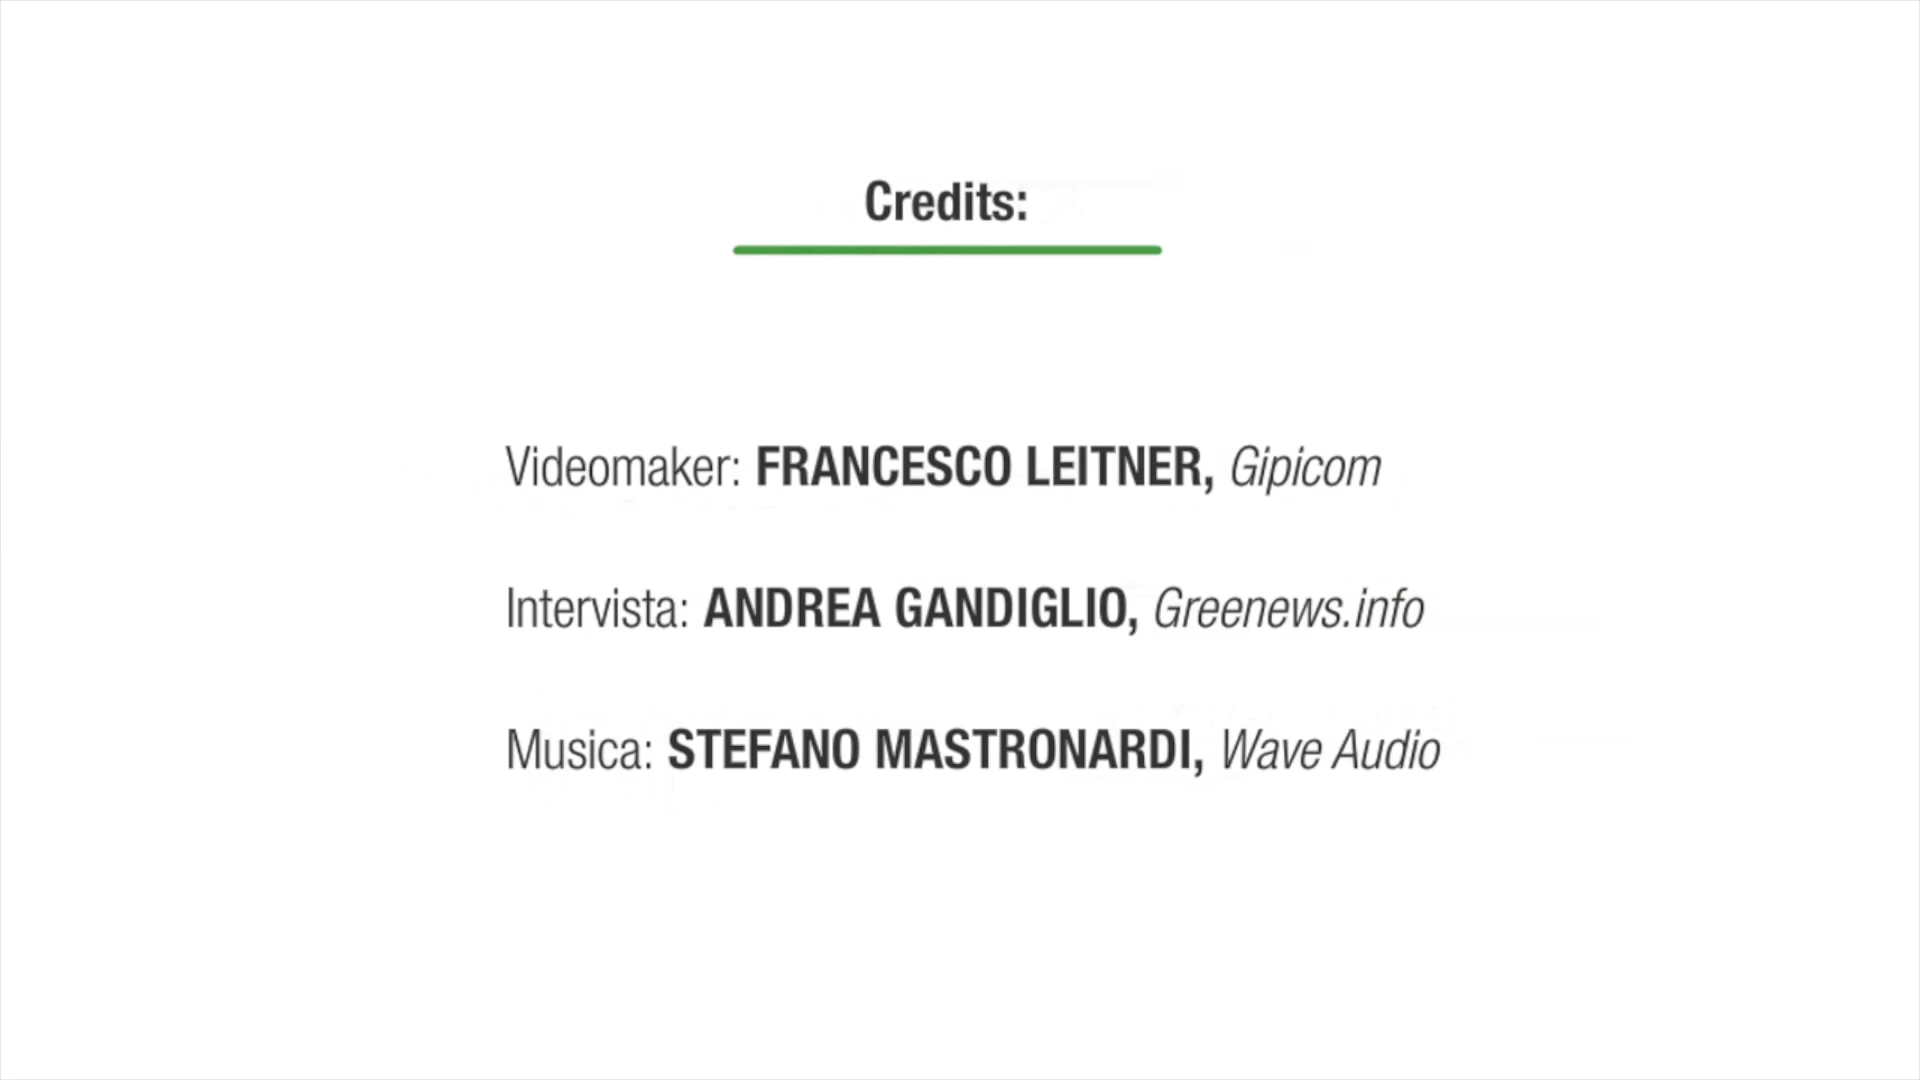 Credits:
Videomaker: FRANCESCO LEITNER, Gipicom
Intervista: ANDREA GANDIGLIO, Greenews.info
Musica: STEFANO MASTRONARDI, Wave Audio